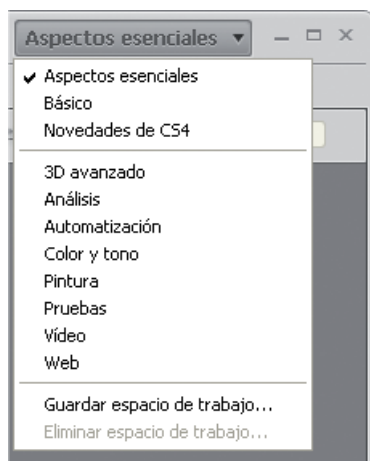 Aspectos esenciales
Aspectos esenciales
Básico
Novedades de CS4
3D avanzado
Análisis
Automatización
Color y tono
Pintura
Pruebas
Vídeo
Web
Guardar espacio de trabajo...
Eliminar espacio de trabajo...